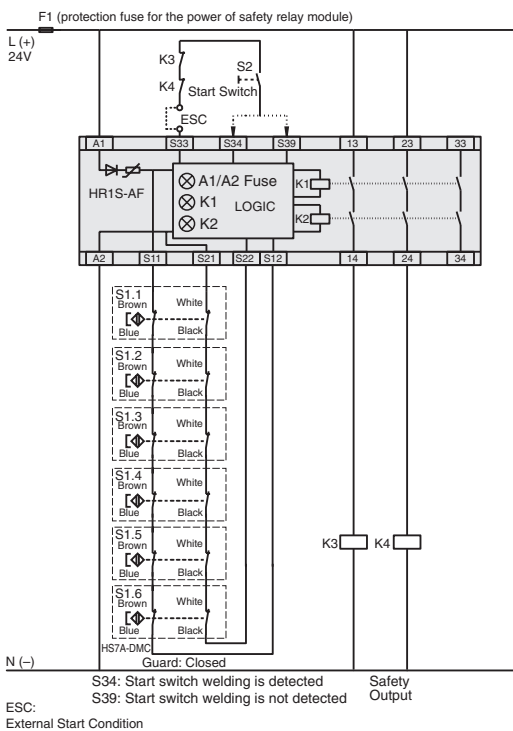 F1 (protection fuse for the power of safety relay module)
L (+)
24V
K3
S2
K4
Start Switch
ESC
A1 S33 S34 S39 13 23 33
HR1S-AF
A1/A2 Fuse
K1
LOGIC
K2
K1
K2
A2 S11 S21 S22 S12 14 24 34
S1.1
Brown White
Blue Black
S1.2
Brown White
Blue Black
S1.3
Brown White
Blue Black
S1.4
Brown White
Blue Black
S1.5
Brown White
Blue Black
S1.6
Brown White
Blue Black
K3 K4
HS7A-DMC
Guard: Closed
N (–)
S34: Start switch welding is detected
S39: Start switch welding is not detected
Safety
Output
ESC:
External Start Condition